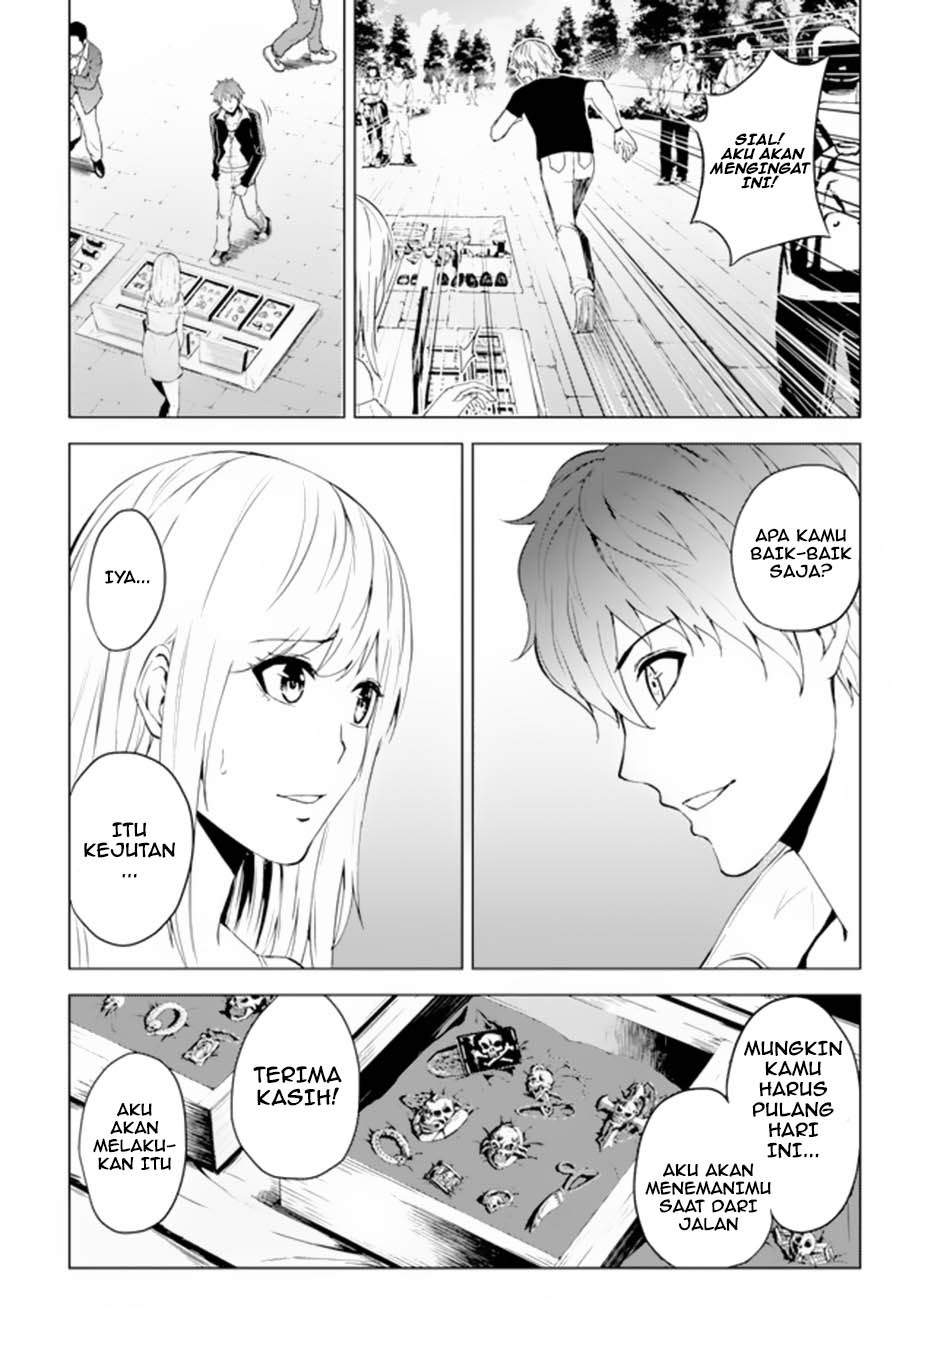 SIAL!
AKU AKAN
MENGINGAT
INI!
APA KAMU
BAIK-BAIK
SAJA?
IYA...
ITU
KEJUTAN
...
MUNGKIN
KAMU
HARUS
PULANG
HARI
INI...
AKU AKAN
MENEMANIMU
SAAT DARI
JALAN
TERIMA
KASIH!
AKU
AKAN
MELAKU-
KAN ITU